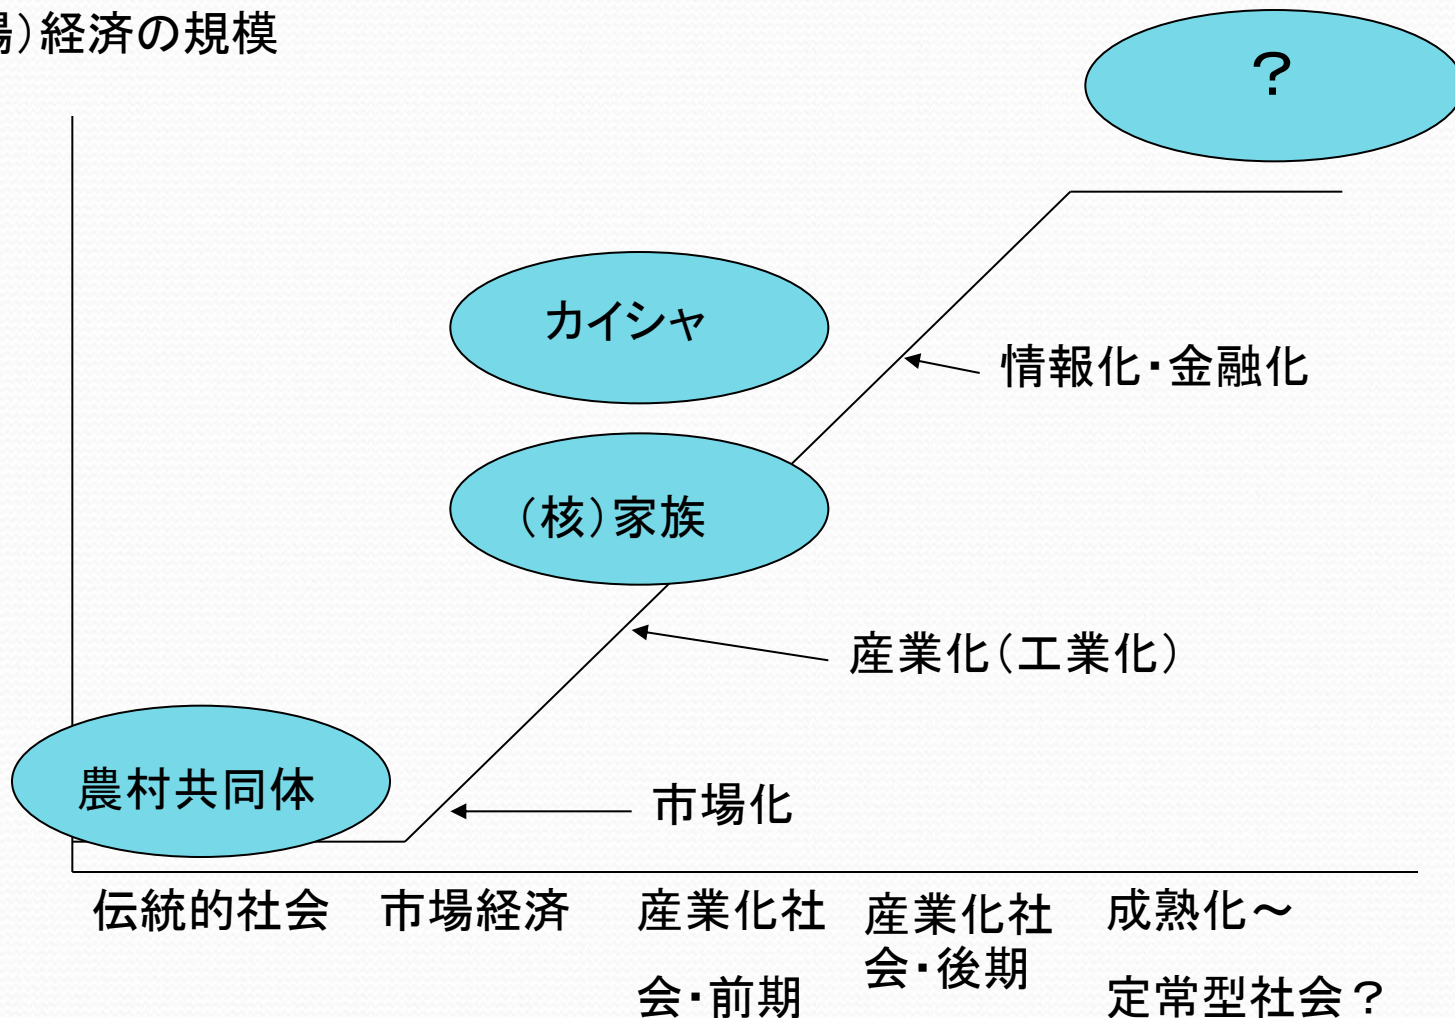 場）経済の規模
？
カイシャ
情報化・金融化
（核）家族
産業化（工業化）
農村共同体
市場化
伝統的社会
市場経済
産業化社
会・前期
産業化社
会・後期
成熟化～
定常型社会？